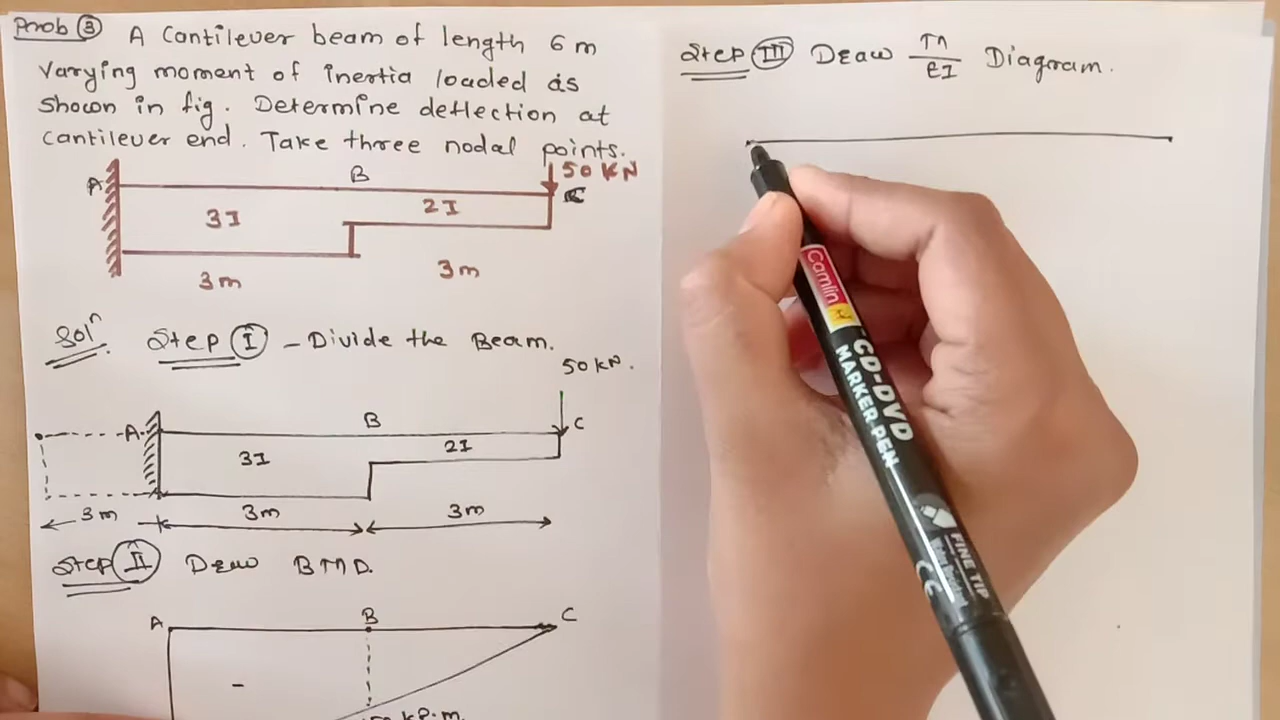 Prob ③ A Cantilever beam of length 6 m
Varying moment of inertia loaded as
shown in fig. Determine deflection at
Cantilever end. Take three nodal points.
50 KN
A
B
C
3I
2I
3m
3m
Solⁿ. Step Ⓘ – Divide the Beam.
50 KN.
A
B
C
3I
2I
3m
3m
3m
Step II Draw BMD.
A
B
C
-
KN.m
Step III Draw M/EI Diagram.
Camlin
CD-DVD
MARKER PEN
FINE TIP
CE